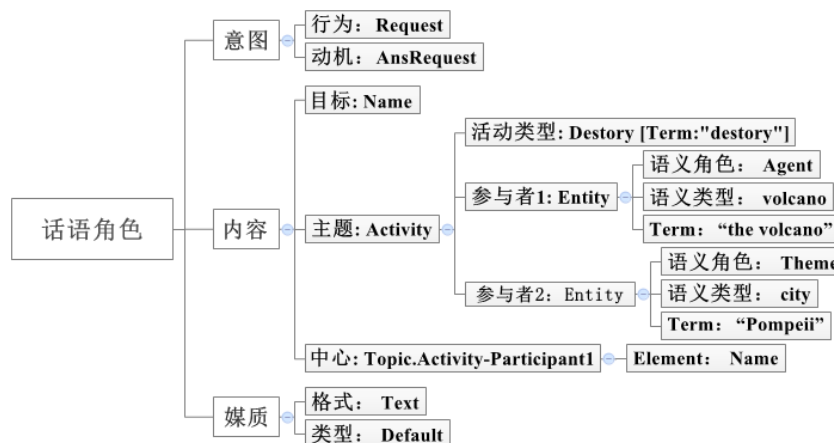 话语角色
意图
行为: Request
动机: AnsRequest
内容
目标: Name
主题: Activity
活动类型: Destory [Term:"destory"]
参与者1: Entity
语义角色: Agent
语义类型: volcano
Term: “the volcano”
参与者2: Entity
语义角色: Theme
语义类型: city
Term: “Pompeii”
中心: Topic.Activity-Participant1
Element: Name
媒质
格式: Text
类型: Default